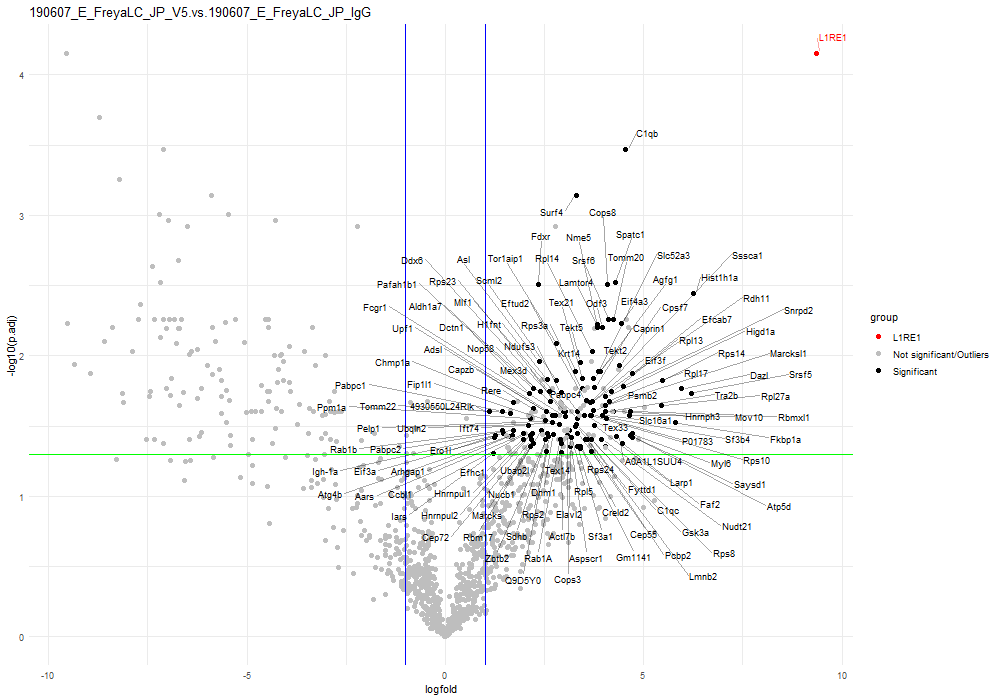 190607_E_FreyaLC_JP_V5.vs.190607_E_FreyaLC_JP_IgG
L1RE1
C1qb
Surf4
Cops8
Fdxr
Nme5
Spatc1
Ddx6
Asl
Tor1aip1
Rpl14
Srsf6
Tomm20
Slc52a3
Sssca1
Pafah1b1
Rps23
Scml2
Lamtor4
Agfg1
Hist1h1a
Fogr1
Aldh1a7
Mlf1
Eftud2
Tex21
Odf3
Eif4a3
Cpsf7
Rdh11
Snrpd2
Upf1
Dctn1
H1fnt
Rps3a
Tekt5
Caprin1
Efcab7
Higd1a
Adsl
Nop58
Ndufs3
Krt14
Tekt2
Rpl13
Rps14
Marcksl1
Chmp1a
Capzb
Mex3d
Eif3f
Rpl17
Dazl
Srsf5
Pabpc1
Fip1l1
Rere
Pabpc4
Psmb2
Tra2b
Rpl27a
Ppm1a
Tomm22
4930550L24Rik
Slc16a1
Hnrnph3
Mov10
Rbmxl1
Pelp1
Ubqln2
Ift74
Tex33
P01783
Sf3b4
Fkbp1a
Rab1b
Pabpc2
Ero1l
A0A1L1SUU4
Myl6
Rps10
Igh-1a
Eif3a
Arhgap1
Efhc1
Ubap2l
Tex14
Rps24
Larp1
Saysd1
Atg4b
Aars
Cobl1
Hnrnpul1
Nucb1
Dnm1
Rpl5
Fyttd1
Faf2
Atp5d
Iars
Hnrnpul2
Matcks
Rps2
Elavl2
Creld2
C1qc
Nudt21
Cep72
Rbm17
Sdhb
Actl7b
Sf3a1
Cep55
Gsk3a
Zbtb2
Rab1A
Aspscr1
Gm1141
Pcbp2
Rps8
Q9D5Y0
Cops3
Lmnb2
-log10(p.adj)
4
3
2
1
0
-10
-5
0
5
10
logfold
group
L1RE1
Not significant/Outliers
Significant